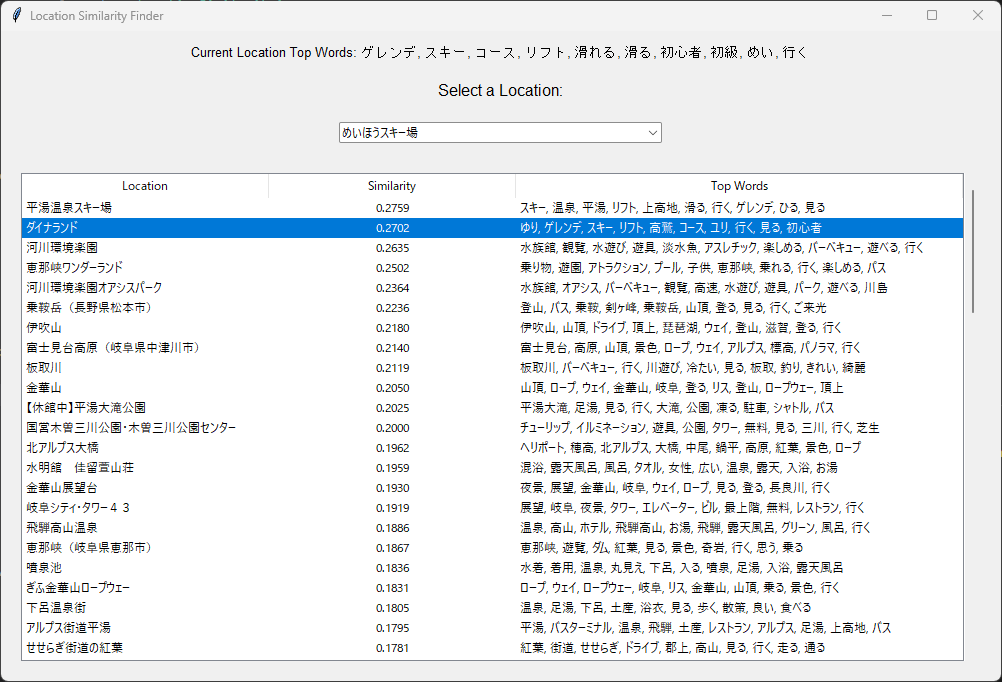 Location Similarity Finder
Current Location Top Words: ゲレンデ, スキー, コース, リフト, 滑れる, 滑る, 初心者, 初級, めい, 行く
Select a Location:
めいほうスキー場
Location Similarity Top Words
平湯温泉スキー場 0.2759 スキー, 温泉, 平湯, リフト, 上高地, 滑る, 行く, ゲレンデ, ひる, 見る
ダイナランド 0.2702 ゆり, ゲレンデ, スキー, リフト, 高鷲, コース, ユリ, 行く, 見る, 初心者
河川環境楽園 0.2635 水族館, 観覧, 水遊び, 遊具, 淡水魚, アスレチック, 楽しめる, バーベキュー, 遊べる, 行く
恵那峡ワンダーランド 0.2502 乗り物, 遊園, アトラクション, プール, 子供, 恵那峡, 乗れる, 行く, 楽しめる, パス
河川環境楽園オアシスパーク 0.2364 水族館, オアシス, バーベキュー, 観覧, 高速, 水遊び, 遊具, パーク, 遊べる, 川島
乗鞍岳（長野県松本市） 0.2236 登山, バス, 乗鞍, 剣ヶ峰, 乗鞍岳, 山頂, 登る, 見る, 行く, ご来光
伊吹山 0.2180 伊吹山, 山頂, ドライブ, 頂上, 琵琶湖, ウェイ, 登山, 滋賀, 登る, 行く
富士見台高原（岐阜県中津川市） 0.2140 富士見台, 高原, 山頂, 景色, ロープ, ウェイ, アルプス, 標高, パノラマ, 行く
板取川 0.2119 板取川, バーベキュー, 行く, 川遊び, 冷たい, 見る, 板取, 釣り, きれい, 綺麗
金華山 0.2050 山頂, ロープ, ウェイ, 金華山, 岐阜, 登る, リス, 登山, ロープウェー, 頂上
【休館中】平湯大滝公園 0.2025 平湯大滝, 足湯, 見る, 行く, 大滝, 公園, 凍る, 駐車, シャトル, バス
国営木曽三川公園・木曽三川公園センター 0.2000 チューリップ, イルミネーション, 遊具, 公園, タワー, 無料, 見る, 三川, 行く, 芝生
北アルプス大橋 0.1962 ヘリポート, 穂高, 北アルプス, 大橋, 中尾, 鍋平, 高原, 紅葉, 景色, ロープ
水明館　佳留萱山荘 0.1959 混浴, 露天風呂, 風呂, タオル, 女性, 広い, 温泉, 露天, 入浴, お湯
金華山展望台 0.1930 夜景, 展望, 金華山, 岐阜, ウェイ, ロープ, 見る, 登る, 長良川, 行く
岐阜シティ・タワー４３ 0.1919 展望, 岐阜, 夜景, タワー, エレベーター, ビル, 最上階, 無料, レストラン, 行く
飛騨高山温泉 0.1886 温泉, 高山, ホテル, 飛騨高山, お湯, 飛騨, 露天風呂, グリーン, 風呂, 行く
恵那峡（岐阜県恵那市） 0.1867 恵那峡, 遊覧, ダム, 紅葉, 見る, 景色, 奇岩, 行く, 思う, 乗る
噴泉池 0.1836 水着, 着用, 温泉, 丸見え, 下呂, 入る, 噴泉, 足湯, 入浴, 露天風呂
ぎふ金華山ロープウェー 0.1831 ロープ, ウェイ, ロープウェー, 岐阜, リス, 金華山, 山頂, 乗る, 景色, 行く
下呂温泉街 0.1805 温泉, 足湯, 下呂, 土産, 浴衣, 見る, 歩く, 散策, 良い, 食べる
アルプス街道平湯 0.1795 平湯, バスターミナル, 温泉, 飛騨, 土産, レストラン, アルプス, 足湯, 上高地, バス
せせらぎ街道の紅葉 0.1781 紅葉, 街道, せせらぎ, ドライブ, 郡上, 高山, 見る, 行く, 走る, 通る